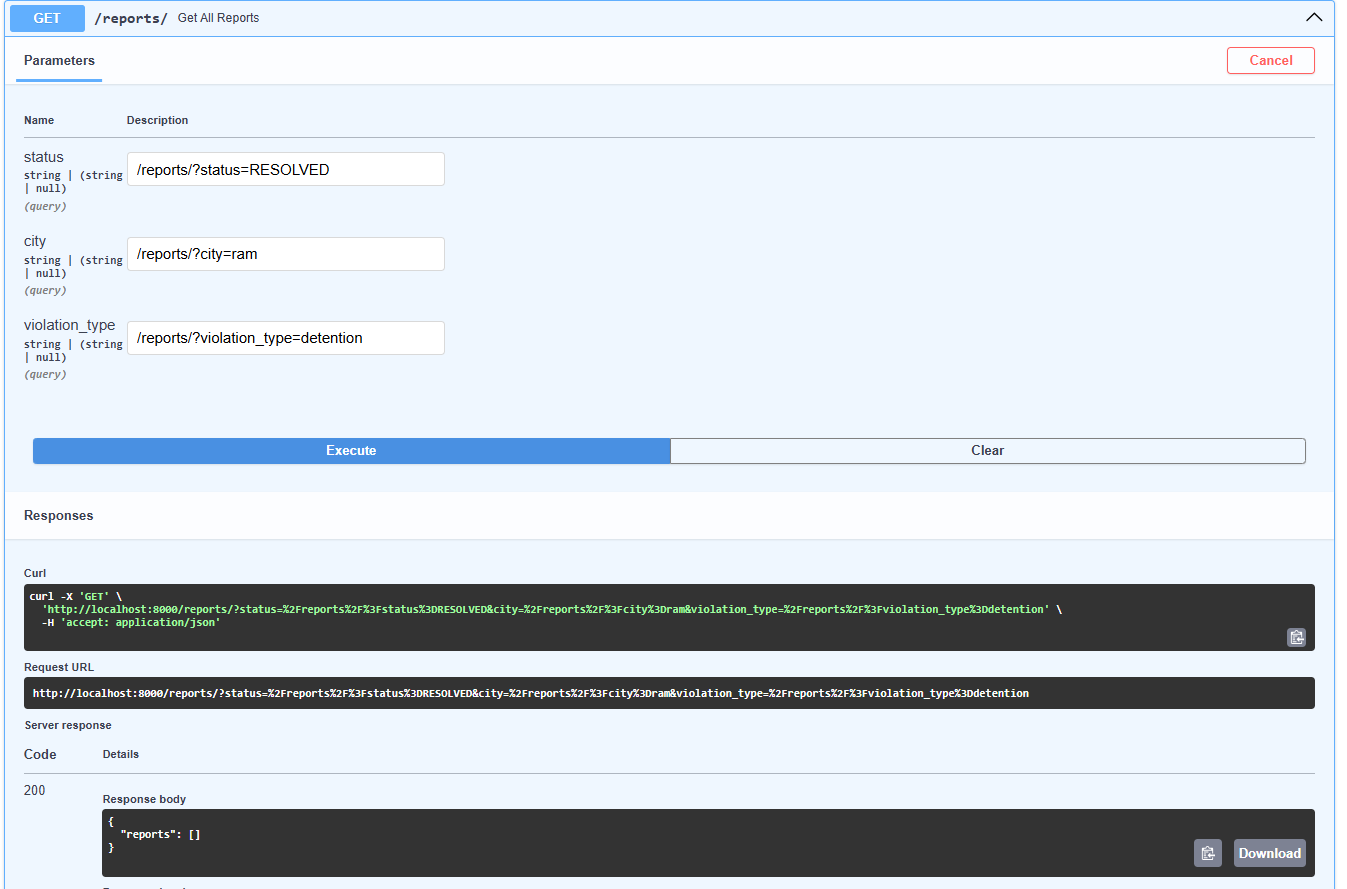 GET /reports/ Get All Reports
Parameters
Cancel
Name Description
status
string | (string
| null)
(query)
/reports/?status=RESOLVED
city
string | (string
| null)
(query)
/reports/?city=ram
violation_type
string | (string
| null)
(query)
/reports/?violation_type=detention
Execute
Clear
Responses
Curl
curl -X 'GET' \
'http://localhost:8000/reports/?status=%2Freports%2F%3Fstatus%3DRESOLVED&city=%2Freports%2F%3Fcity%3Dram&violation_type=%2Freports%2F%3Fviolation_type%3Ddetention' \
-H 'accept: application/json'
Request URL
http://localhost:8000/reports/?status=%2Freports%2F%3Fstatus%3DRESOLVED&city=%2Freports%2F%3Fcity%3Dram&violation_type=%2Freports%2F%3Fviolation_type%3Ddetention
Server response
Code Details
200
Response body
{
"reports": []
}
Download